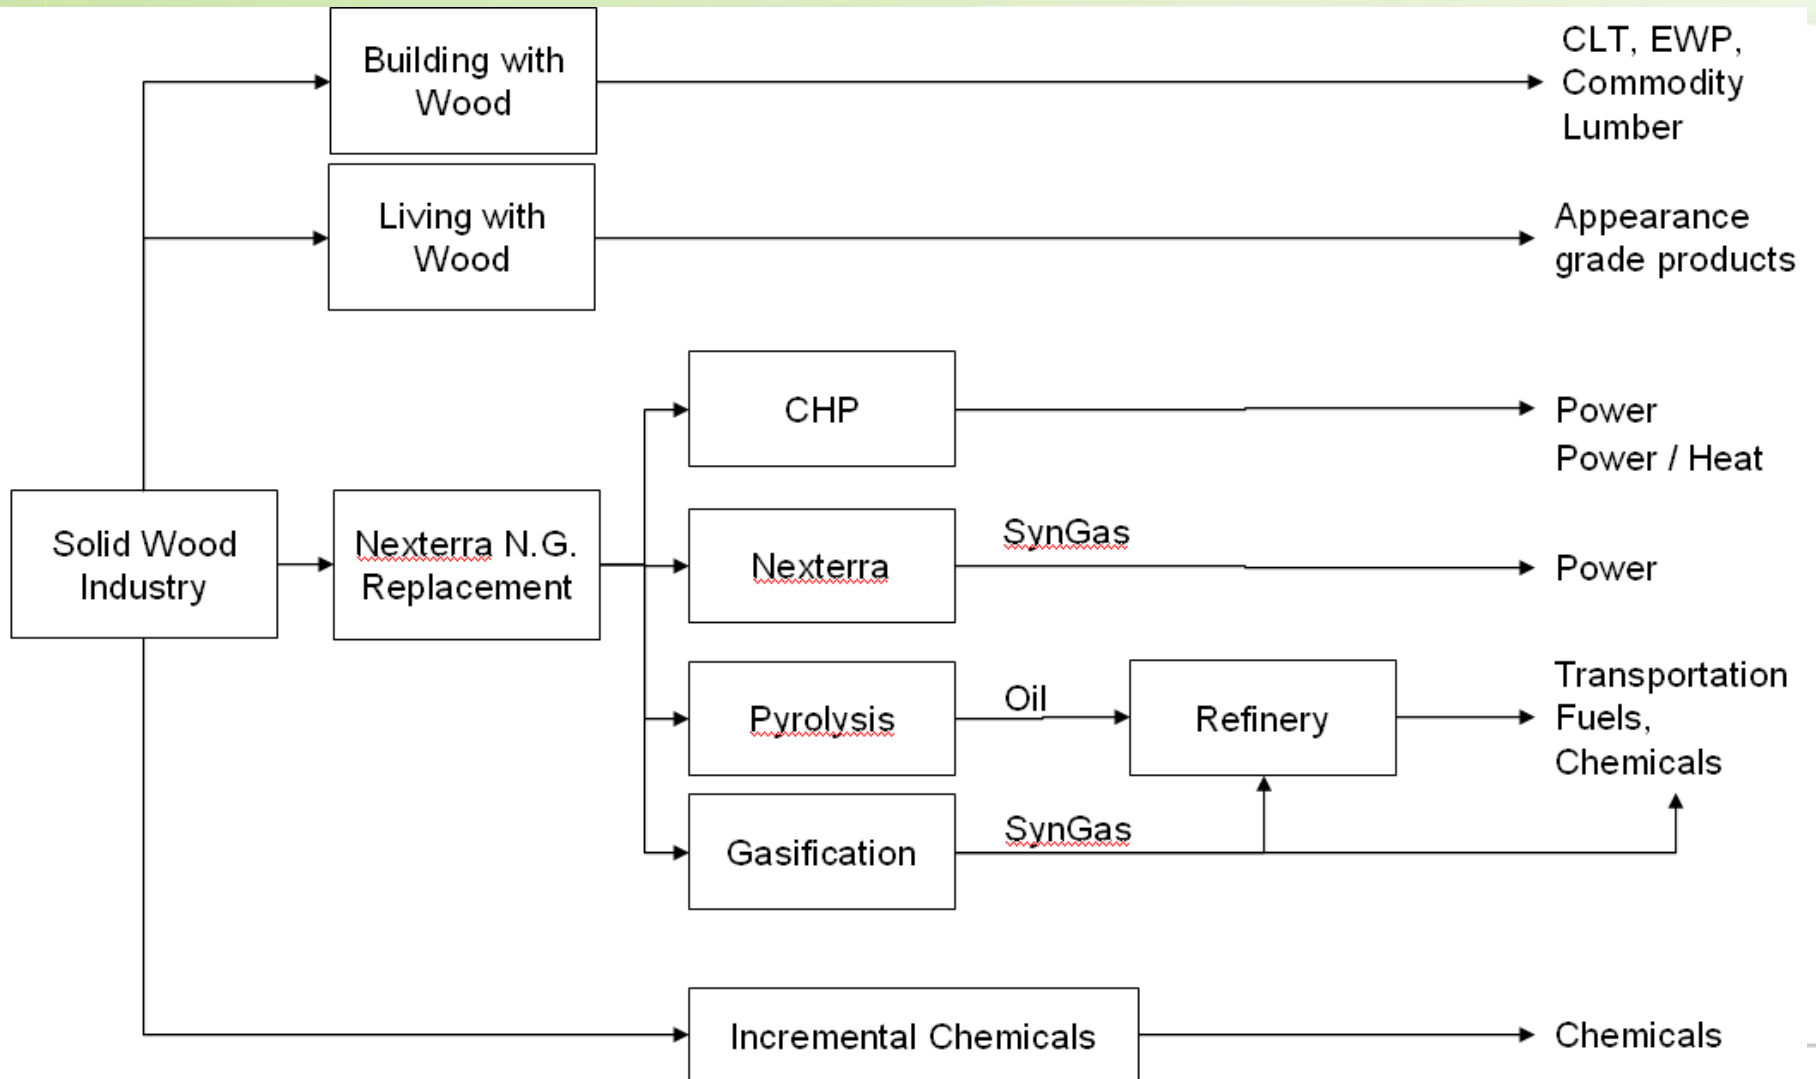 Building with
Wood
CLT, EWP,
Commodity
Lumber
Living with
Wood
Appearance
grade products
CHP
Power
Power / Heat
Solid Wood
Industry
Nexterra N.G.
Replacement
Nexterra
SynGas
Power
Pyrolysis
Oil
Refinery
Transportation
Fuels,
Chemicals
Gasification
SynGas
Incremental Chemicals
Chemicals